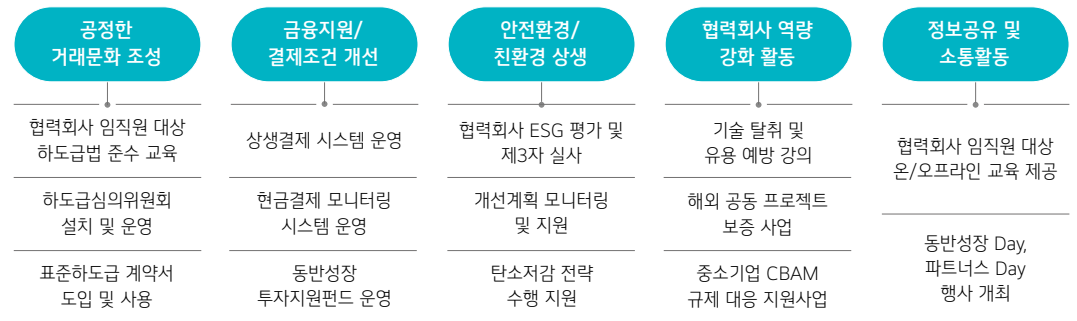 공정한
거래문화 조성
협력회사 임직원 대상
하도급법 준수 교육
하도급심의위원회
설치 및 운영
표준하도급 계약서
도입 및 사용
금융지원/
결제조건 개선
상생결제 시스템 운영
현금결제 모니터링
시스템 운영
동반성장
투자지원펀드 운영
안전환경/
친환경 상생
협력회사 ESG 평가 및
제3자 실사
개선계획 모니터링
및 지원
탄소저감 전략
수행 지원
협력회사 역량
강화 활동
기술 탈취 및
유용 예방 강의
해외 공동 프로젝트
보증 사업
중소기업 CBAM
규제 대응 지원사업
정보공유 및
소통활동
협력회사 임직원 대상
온/오프라인 교육 제공
동반성장 Day,
파트너스 Day
행사 개최